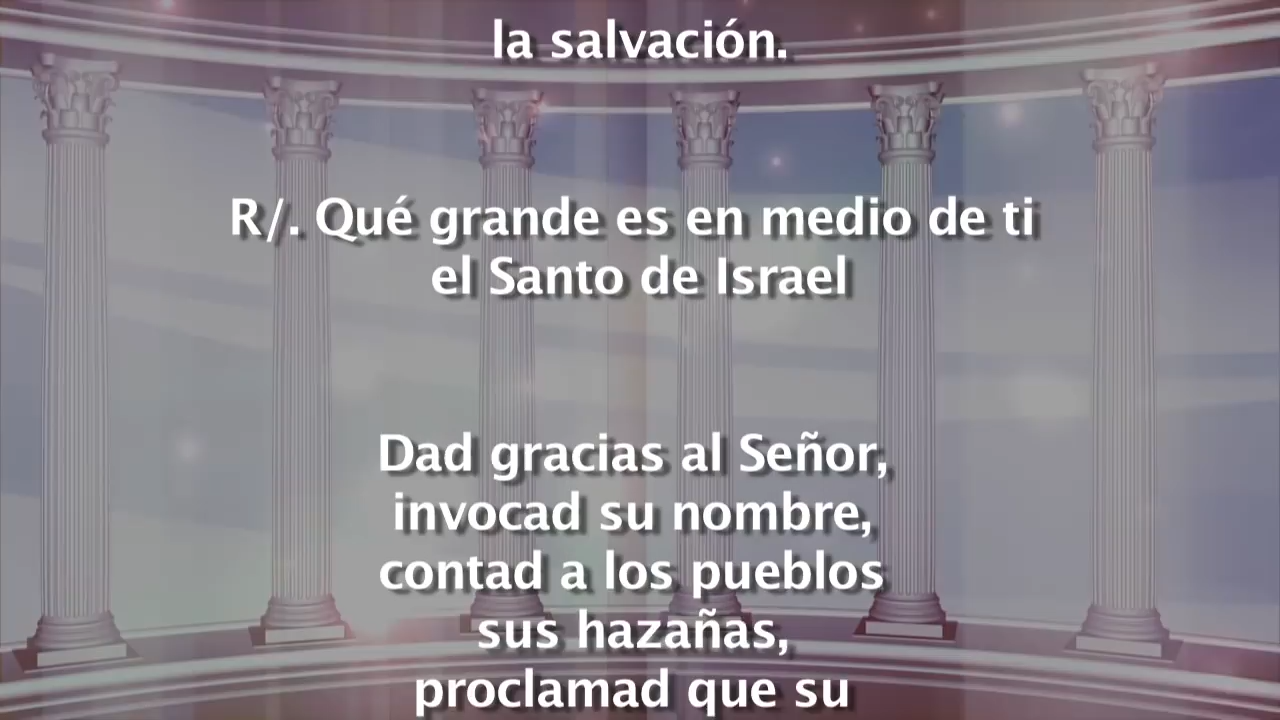 la salvación.
R/. Qué grande es en medio de ti
el Santo de Israel
Dad gracias al Señor,
invocad su nombre,
contad a los pueblos
sus hazañas,
proclamad que su